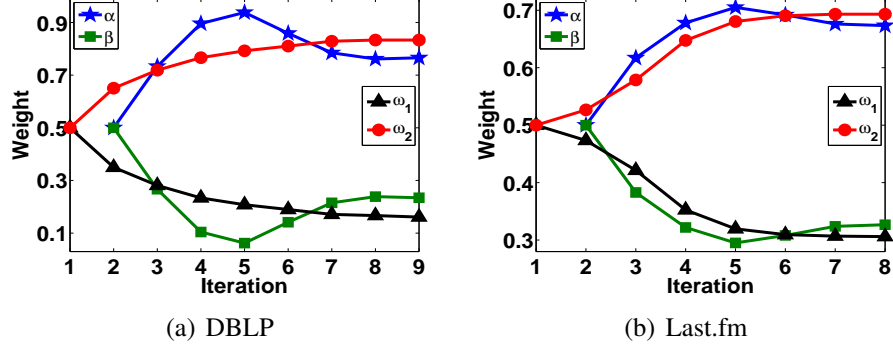 α
β
ω1
ω2
Weight
0.9
0.7
0.5
0.3
0.1
1 2 3 4 5 6 7 8 9
Iteration
(a) DBLP
α
β
ω1
ω2
Weight
0.7
0.6
0.5
0.4
0.3
1 2 3 4 5 6 7 8
Iteration
(b) Last.fm